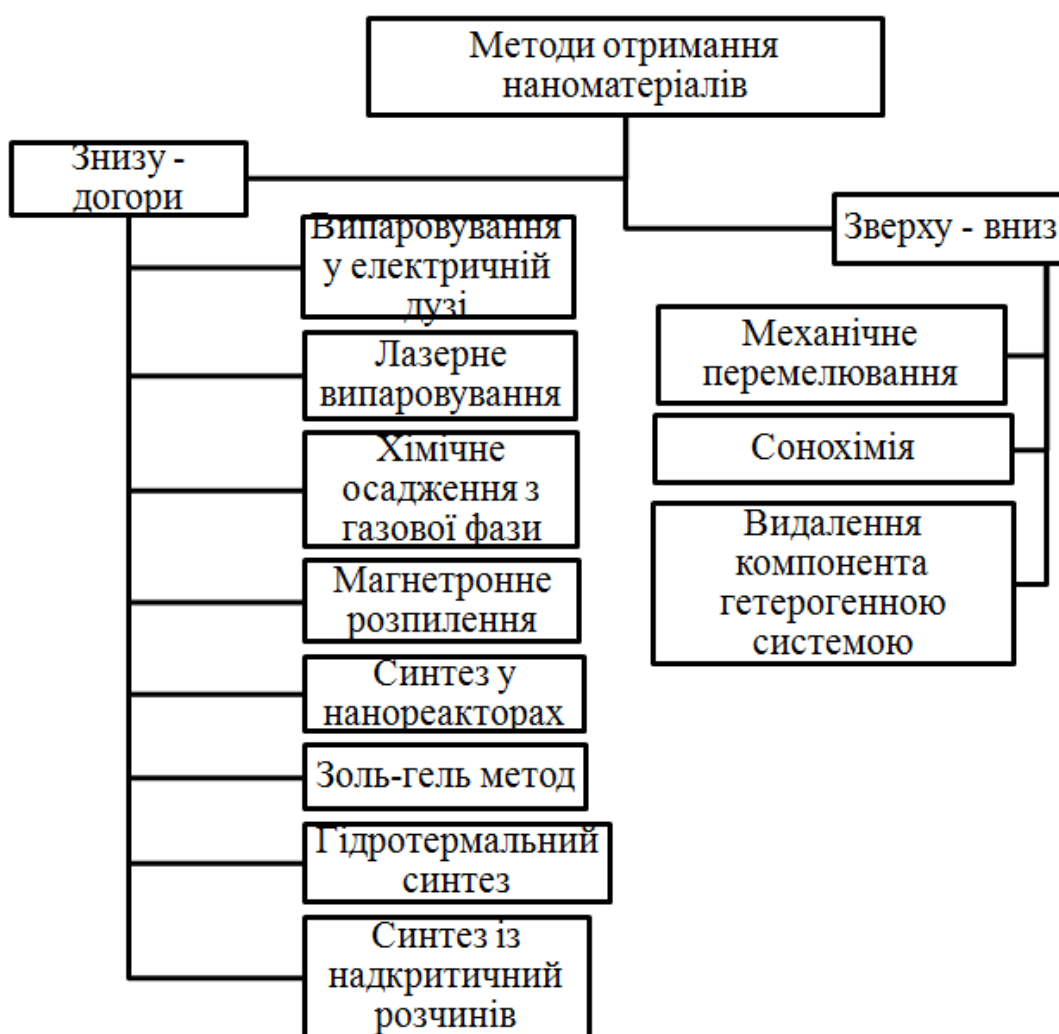 Методи отримання
наноматеріалів
Знизу -
догори
Випаровування
у електричній
дузі
Лазерне
випаровування
Хімічне
осадження з
газової фази
Магнетронне
розпилення
Синтез у
нанореакторах
Золь-гель метод
Гідротермальний
синтез
Синтез із
надкритичний
розчинів
Зверху - вниз
Механічне
перемелювання
Сонохімія
Видалення
компонента
гетерогенною
системою